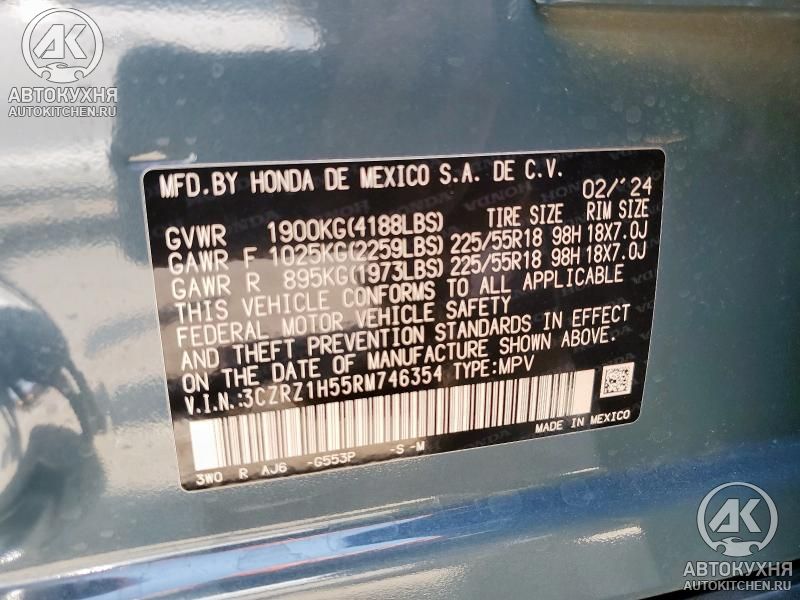 АК
АВТОКУХНЯ
AUTOKITCHEN.RU
MFD.BY HONDA DE MEXICO S.A. DE C.V. 02/'24
TIRE SIZE RIM SIZE
GVWR 1900KG(4188LBS)
GAWR F 1025KG(2259LBS) 225/55R18 98H 18X7.0J
GAWR R 895KG(1973LBS) 225/55R18 98H 18X7.0J
THIS VEHICLE CONFORMS TO ALL APPLICABLE
FEDERAL MOTOR VEHICLE SAFETY
AND THEFT PREVENTION STANDARDS IN EFFECT
ON THE DATE OF MANUFACTURE SHOWN ABOVE.
V.I.N.:3CZRZ1H55RM746354 TYPE:MPV
MADE IN MEXICO
3W0 R AJ6 -G553P -S -M
АК
АВТОКУХНЯ
AUTOKITCHEN.RU